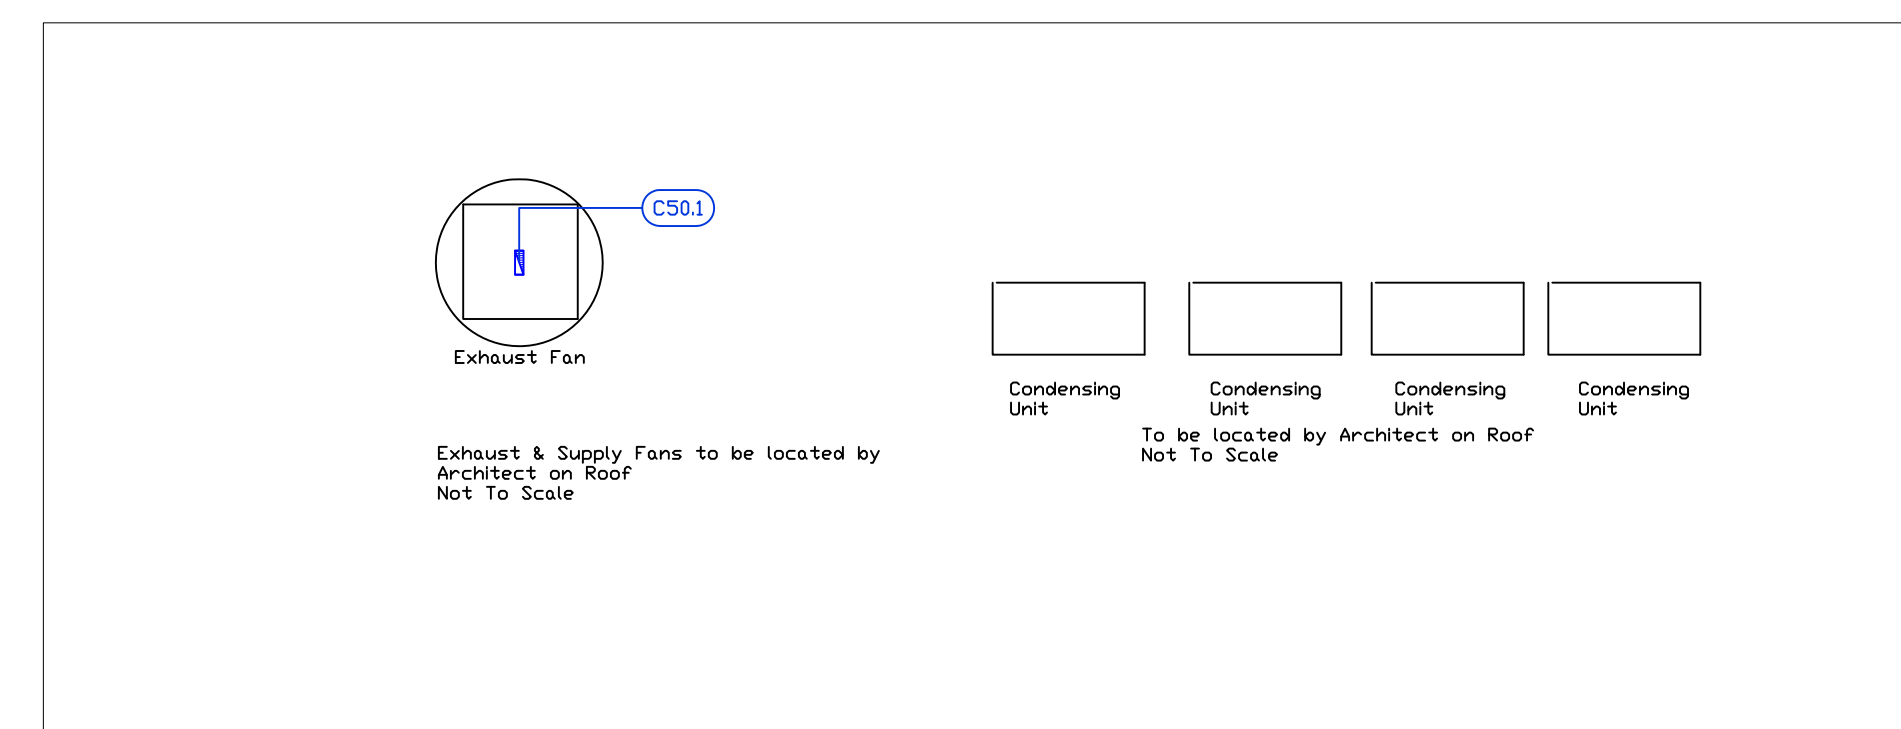 C50.1
Exhaust Fan
Exhaust & Supply Fans to be located by
Architect on Roof
Not To Scale
Condensing
Unit
Condensing
Unit
Condensing
Unit
Condensing
Unit
To be located by Architect on Roof
Not To Scale